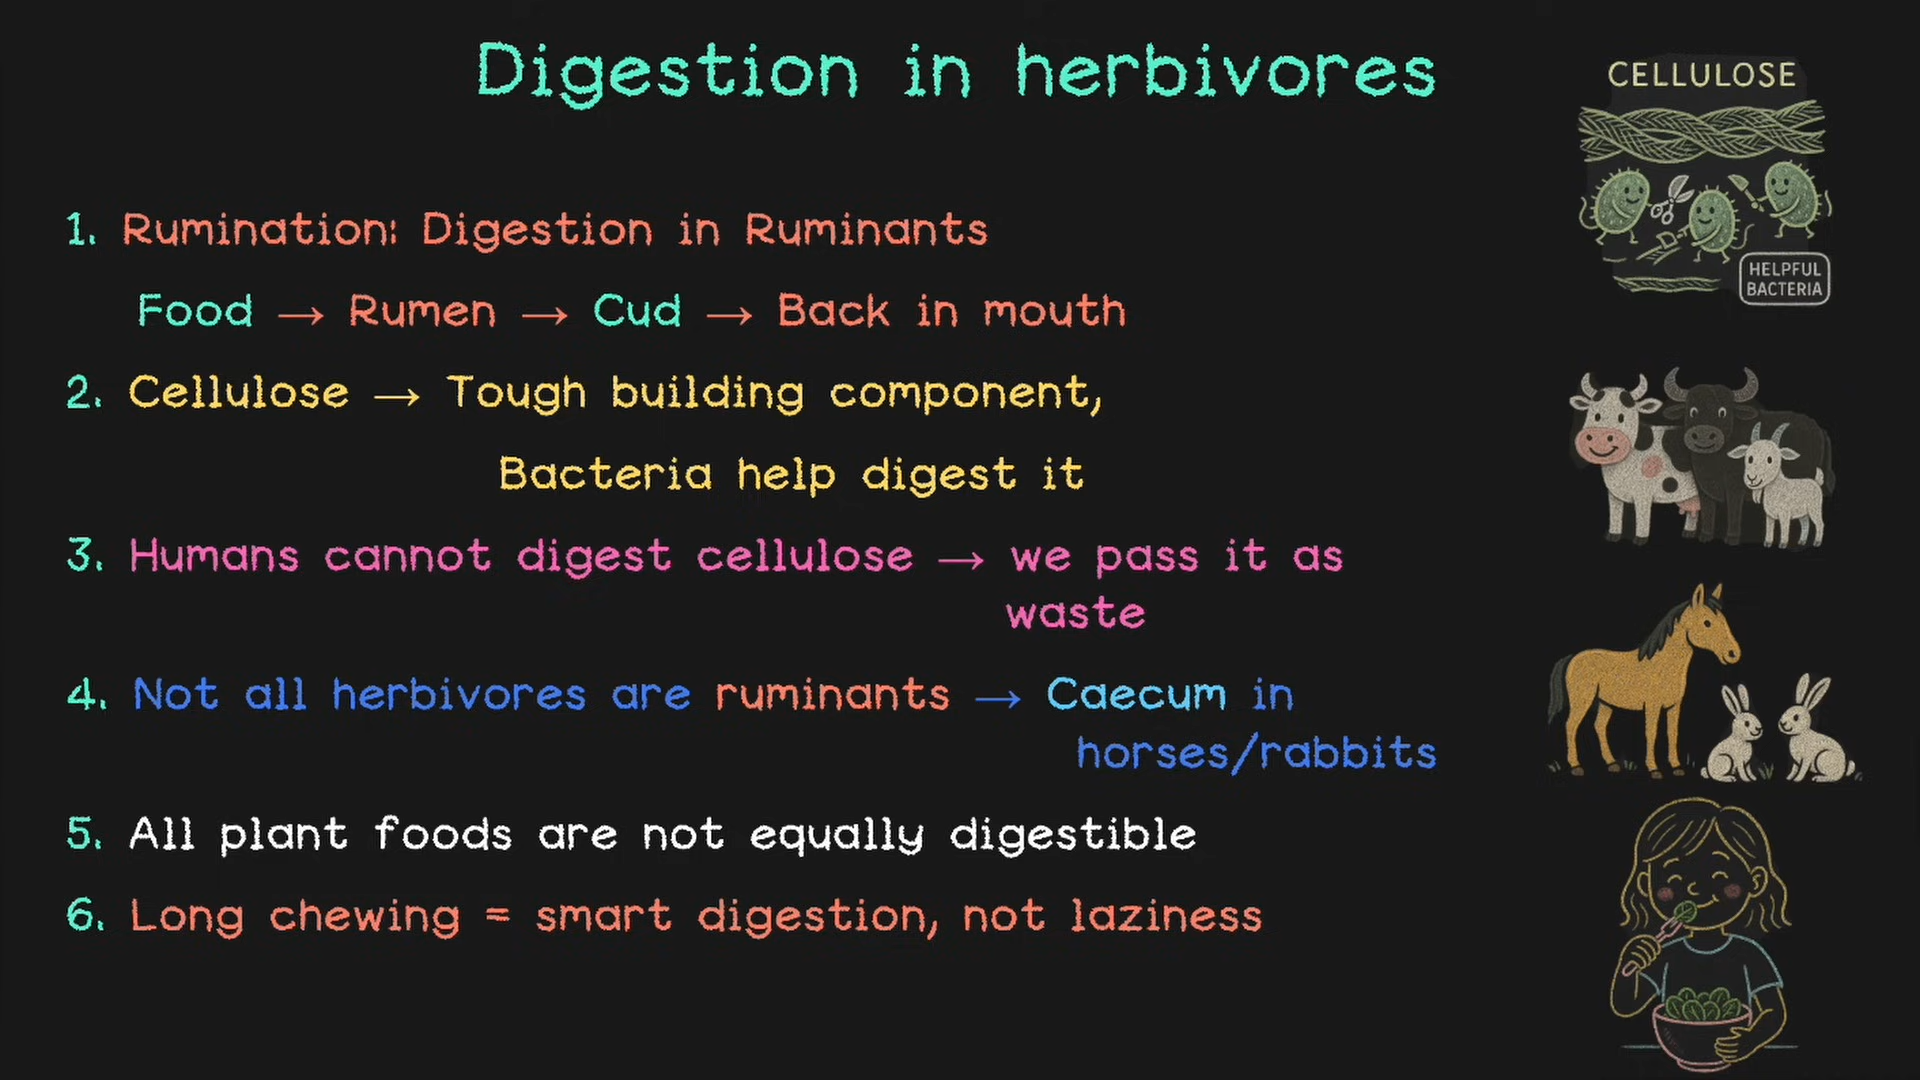 Digestion in herbivores
CELLULOSE
HELPFUL
BACTERIA
1. Rumination: Digestion in Ruminants
Food → Rumen → Cud → Back in mouth
2. Cellulose → Tough building component,
Bacteria help digest it
3. Humans cannot digest cellulose → we pass it as
waste
4. Not all herbivores are ruminants → Caecum in
horses/rabbits
5. All plant foods are not equally digestible
6. Long chewing = smart digestion, not laziness